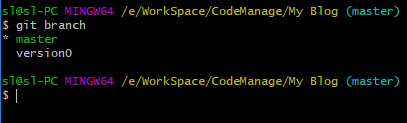 sl@sl-PC MINGW64 /e/WorkSpace/CodeManage/My Blog (master)
$ git branch
* master
  version0

sl@sl-PC MINGW64 /e/WorkSpace/CodeManage/My Blog (master)
$